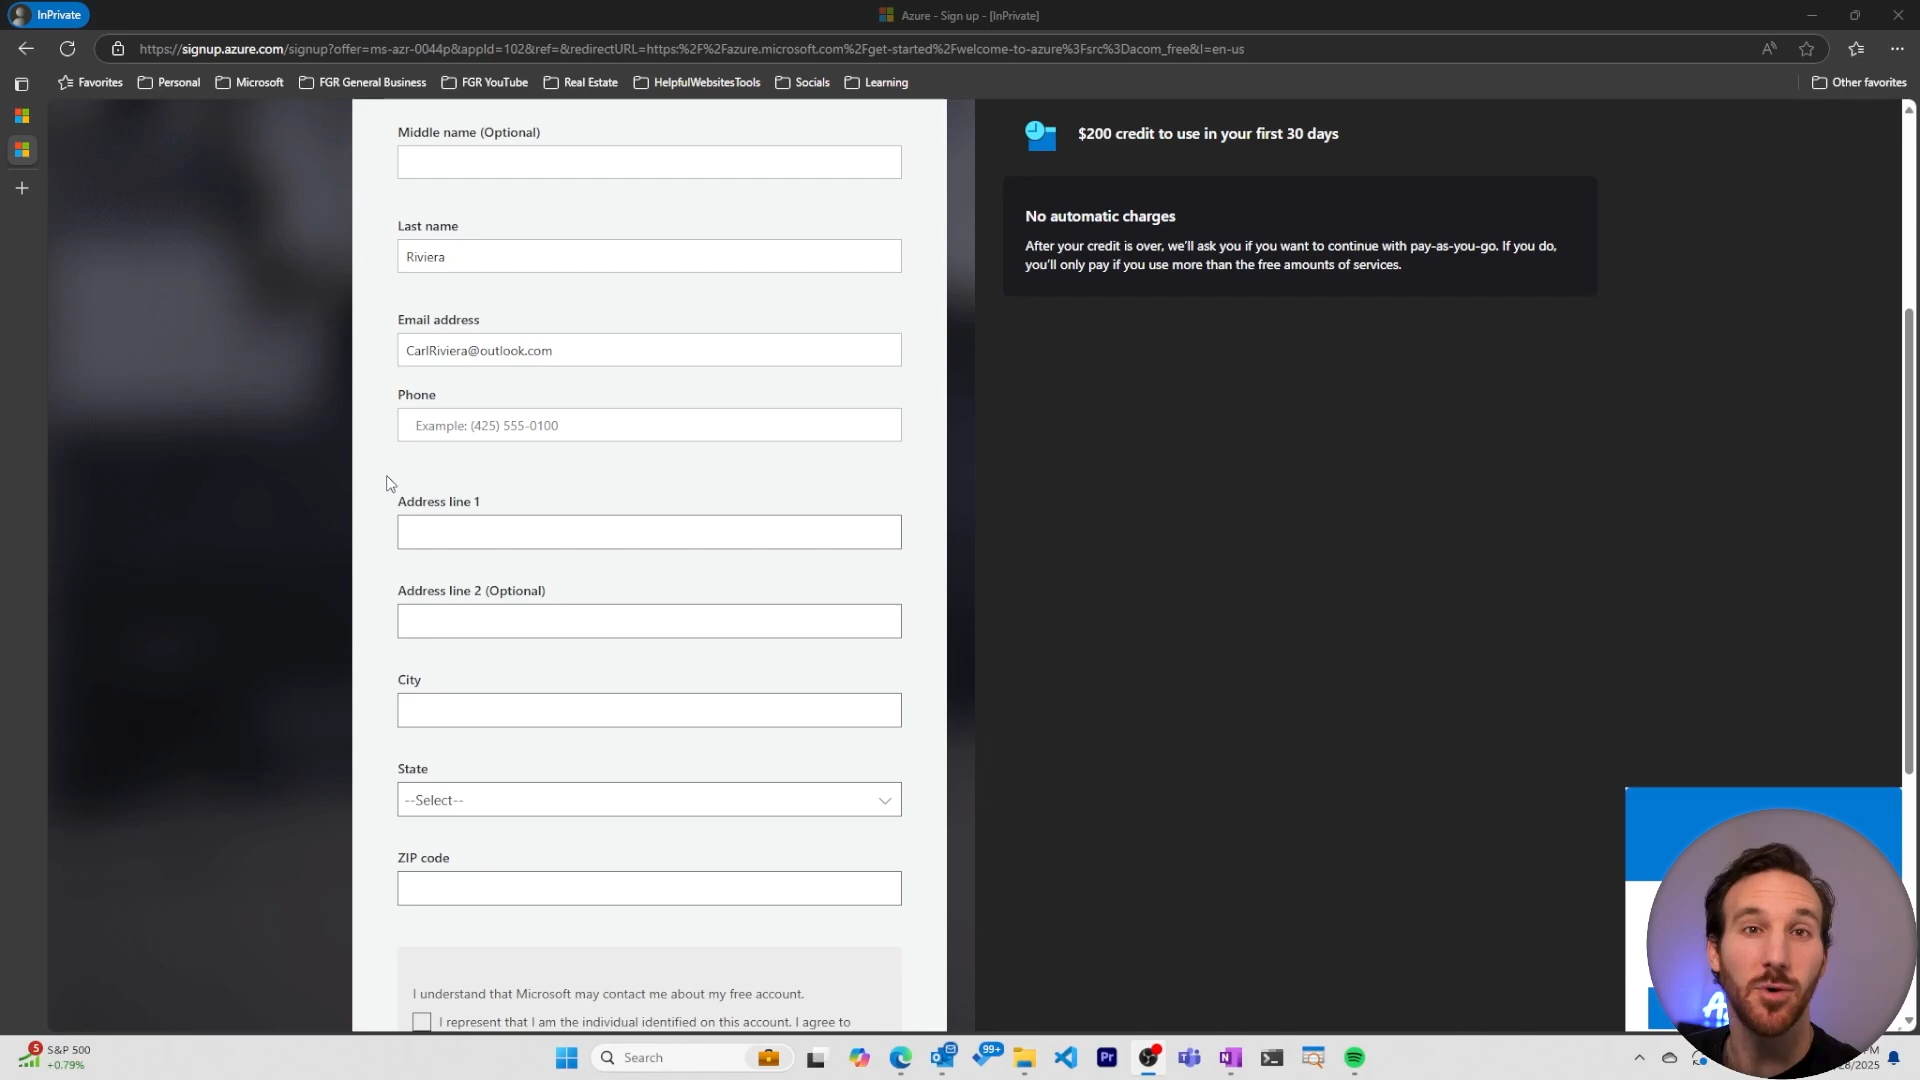 InPrivate
Azure - Sign up - [InPrivate]
https://signup.azure.com/signup?offer=ms-azr-0044p&appId=102&ref=&redirectURL=https:%2F%2Fazure.microsoft.com%2Fget-started%2Fwelcome-to-azure%3Fsrc%3Dacom_free&l=en-us
Favorites Personal Microsoft FGR General Business FGR YouTube Real Estate HelpfulWebsitesTools Socials Learning Other favorites
Middle name (Optional)
Last name
Riviera
Email address
CarlRiviera@outlook.com
Phone
Example: (425) 555-0100
Address line 1
Address line 2 (Optional)
City
State
--Select--
ZIP code
I understand that Microsoft may contact me about my free account.
I represent that I am the individual identified on this account. I agree to
$200 credit to use in your first 30 days
No automatic charges
After your credit is over, we'll ask you if you want to continue with pay-as-you-go. If you do,
you'll only pay if you use more than the free amounts of services.
5
S&P 500
+0.79%
Search
99+
Pr